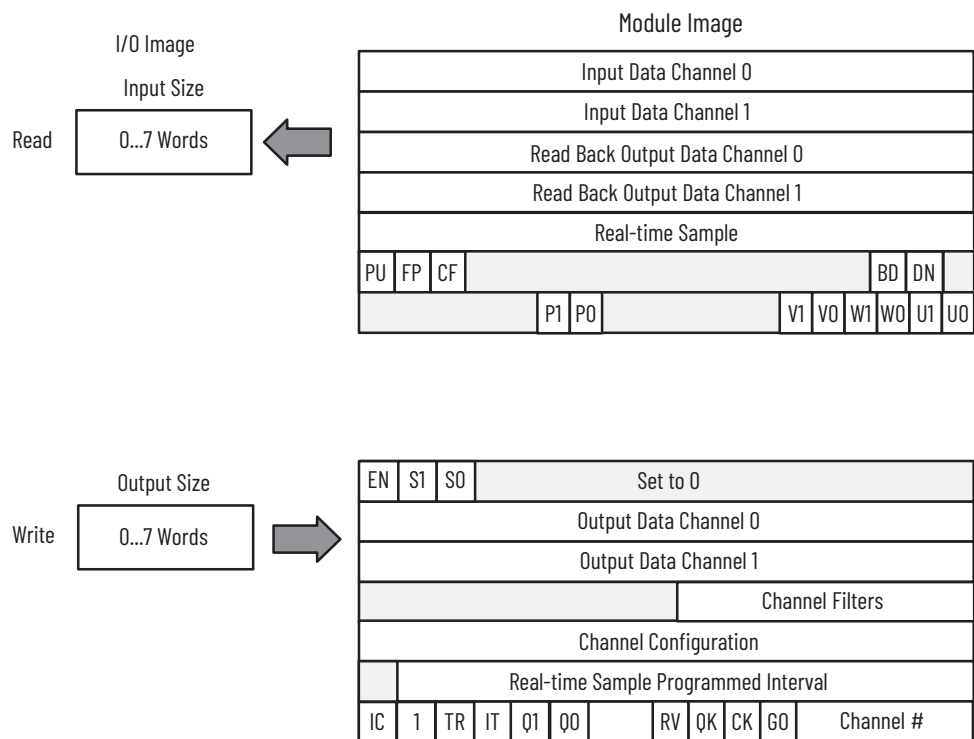 Module Image
I/O Image
Input Size
Read
0...7 Words
Input Data Channel 0
Input Data Channel 1
Read Back Output Data Channel 0
Read Back Output Data Channel 1
Real-time Sample
PU FP CF BD DN
P1 P0 V1 V0 W1 W0 U1 U0
Output Size
Write
0...7 Words
EN S1 S0 Set to 0
Output Data Channel 0
Output Data Channel 1
Channel Filters
Channel Configuration
Real-time Sample Programmed Interval
IC 1 TR IT Q1 Q0 RV QK CK GO Channel #